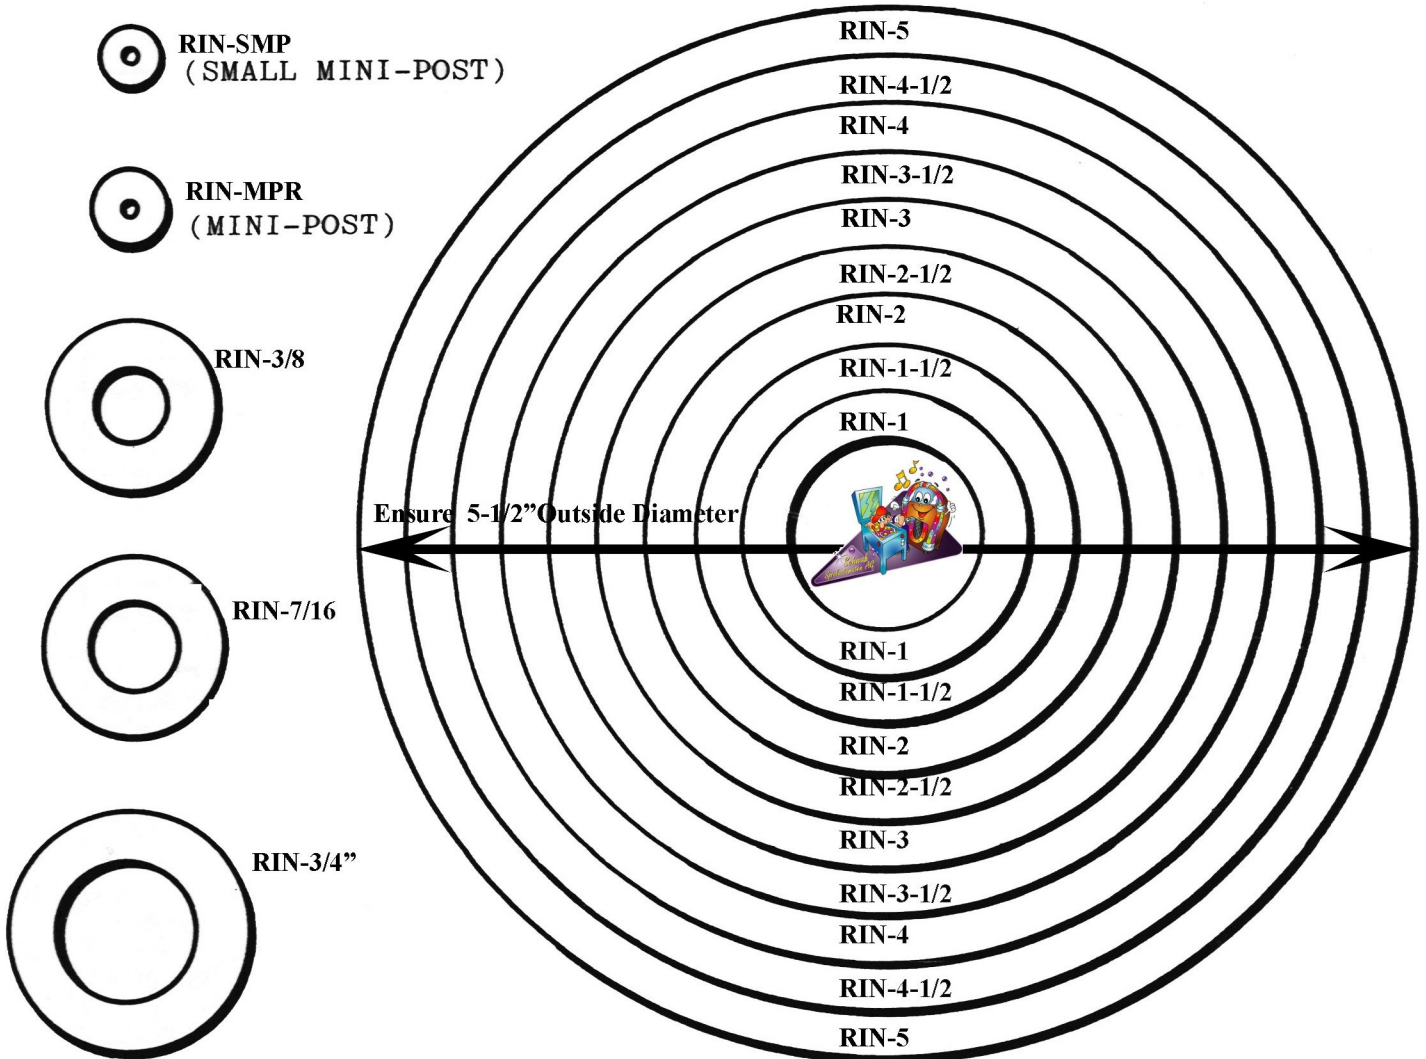 RIN-SMP
(SMALL MINI-POST)
RIN-MPR
(MINI-POST)
RIN-3/8
RIN-7/16
RIN-3/4”
RIN-5
RIN-4-1/2
RIN-4
RIN-3-1/2
RIN-3
RIN-2-1/2
RIN-2
RIN-1-1/2
RIN-1
Ensure 5-1/2”Outside Diameter
RIN-1
RIN-1-1/2
RIN-2
RIN-2-1/2
RIN-3
RIN-3-1/2
RIN-4
RIN-4-1/2
RIN-5